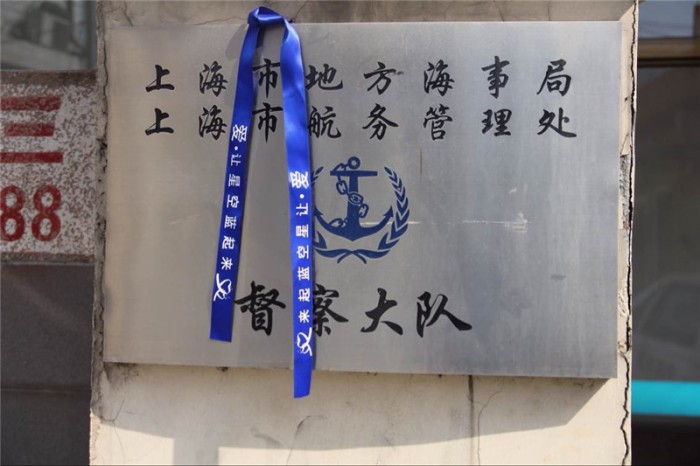 上海市地方海事局
上海市航务管理处
督察大队
爱·让星空蓝起来
爱·让星空蓝起来
三
88